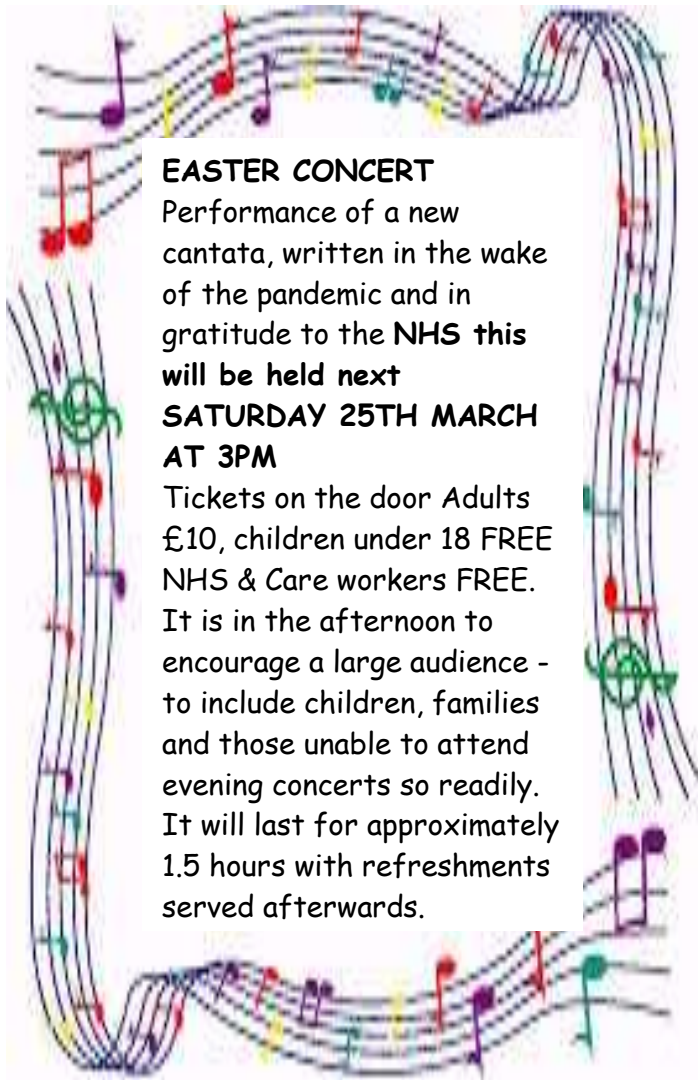 EASTER CONCERT
Performance of a new
cantata, written in the wake
of the pandemic and in
gratitude to the NHS this
will be held next
SATURDAY 25TH MARCH
AT 3PM
Tickets on the door Adults
£10, children under 18 FREE
NHS & Care workers FREE.
It is in the afternoon to
encourage a large audience -
to include children, families
and those unable to attend
evening concerts so readily.
It will last for approximately
1.5 hours with refreshments
served afterwards.